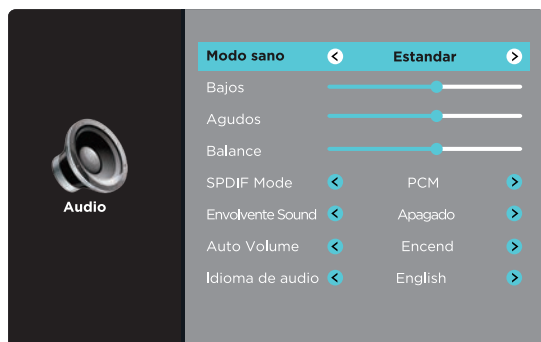 Modo sano Estandar
Bajos
Agudos
Balance
SPDIF Mode PCM
Envolvente Sound Apagado
Auto Volume Encend
Idioma de audio English
Audio